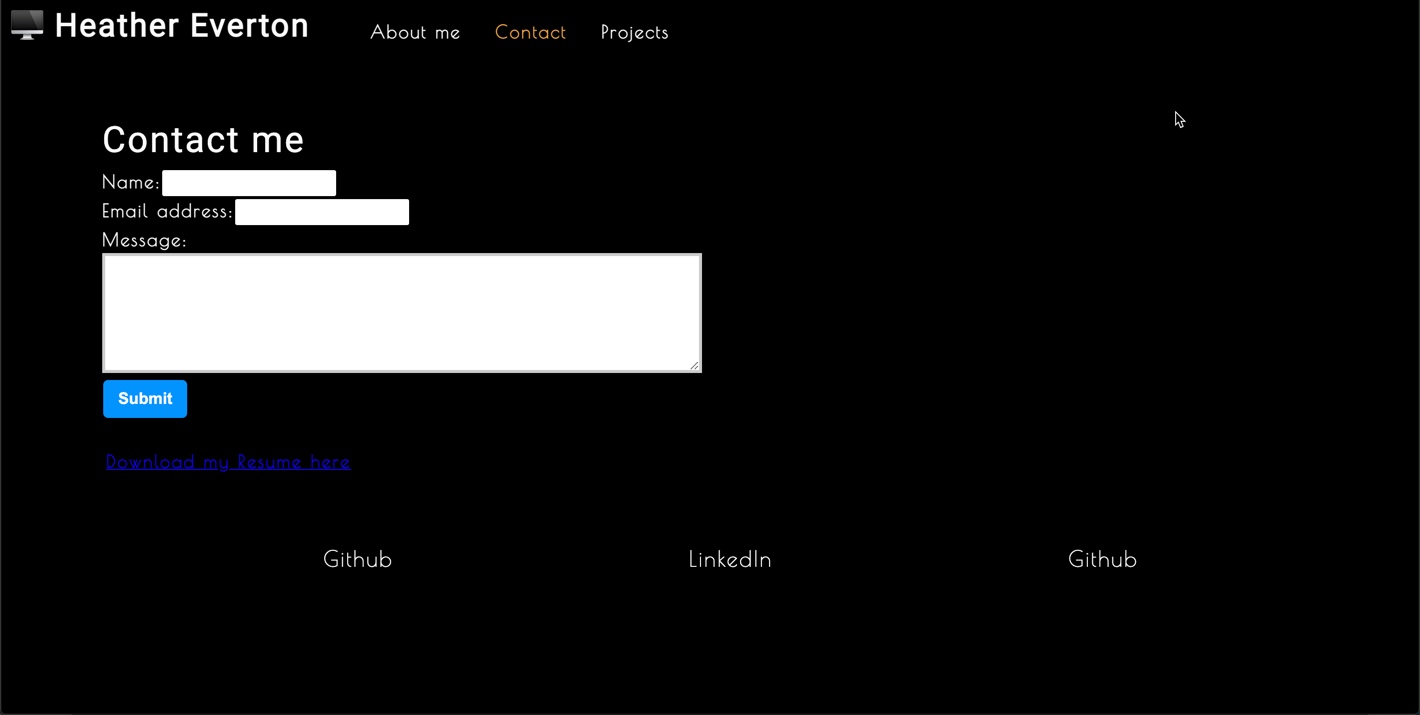 Heather Everton About me Contact Projects
Contact me
Name:
Email address:
Message:
Submit
Download my Resume here
Github LinkedIn Github